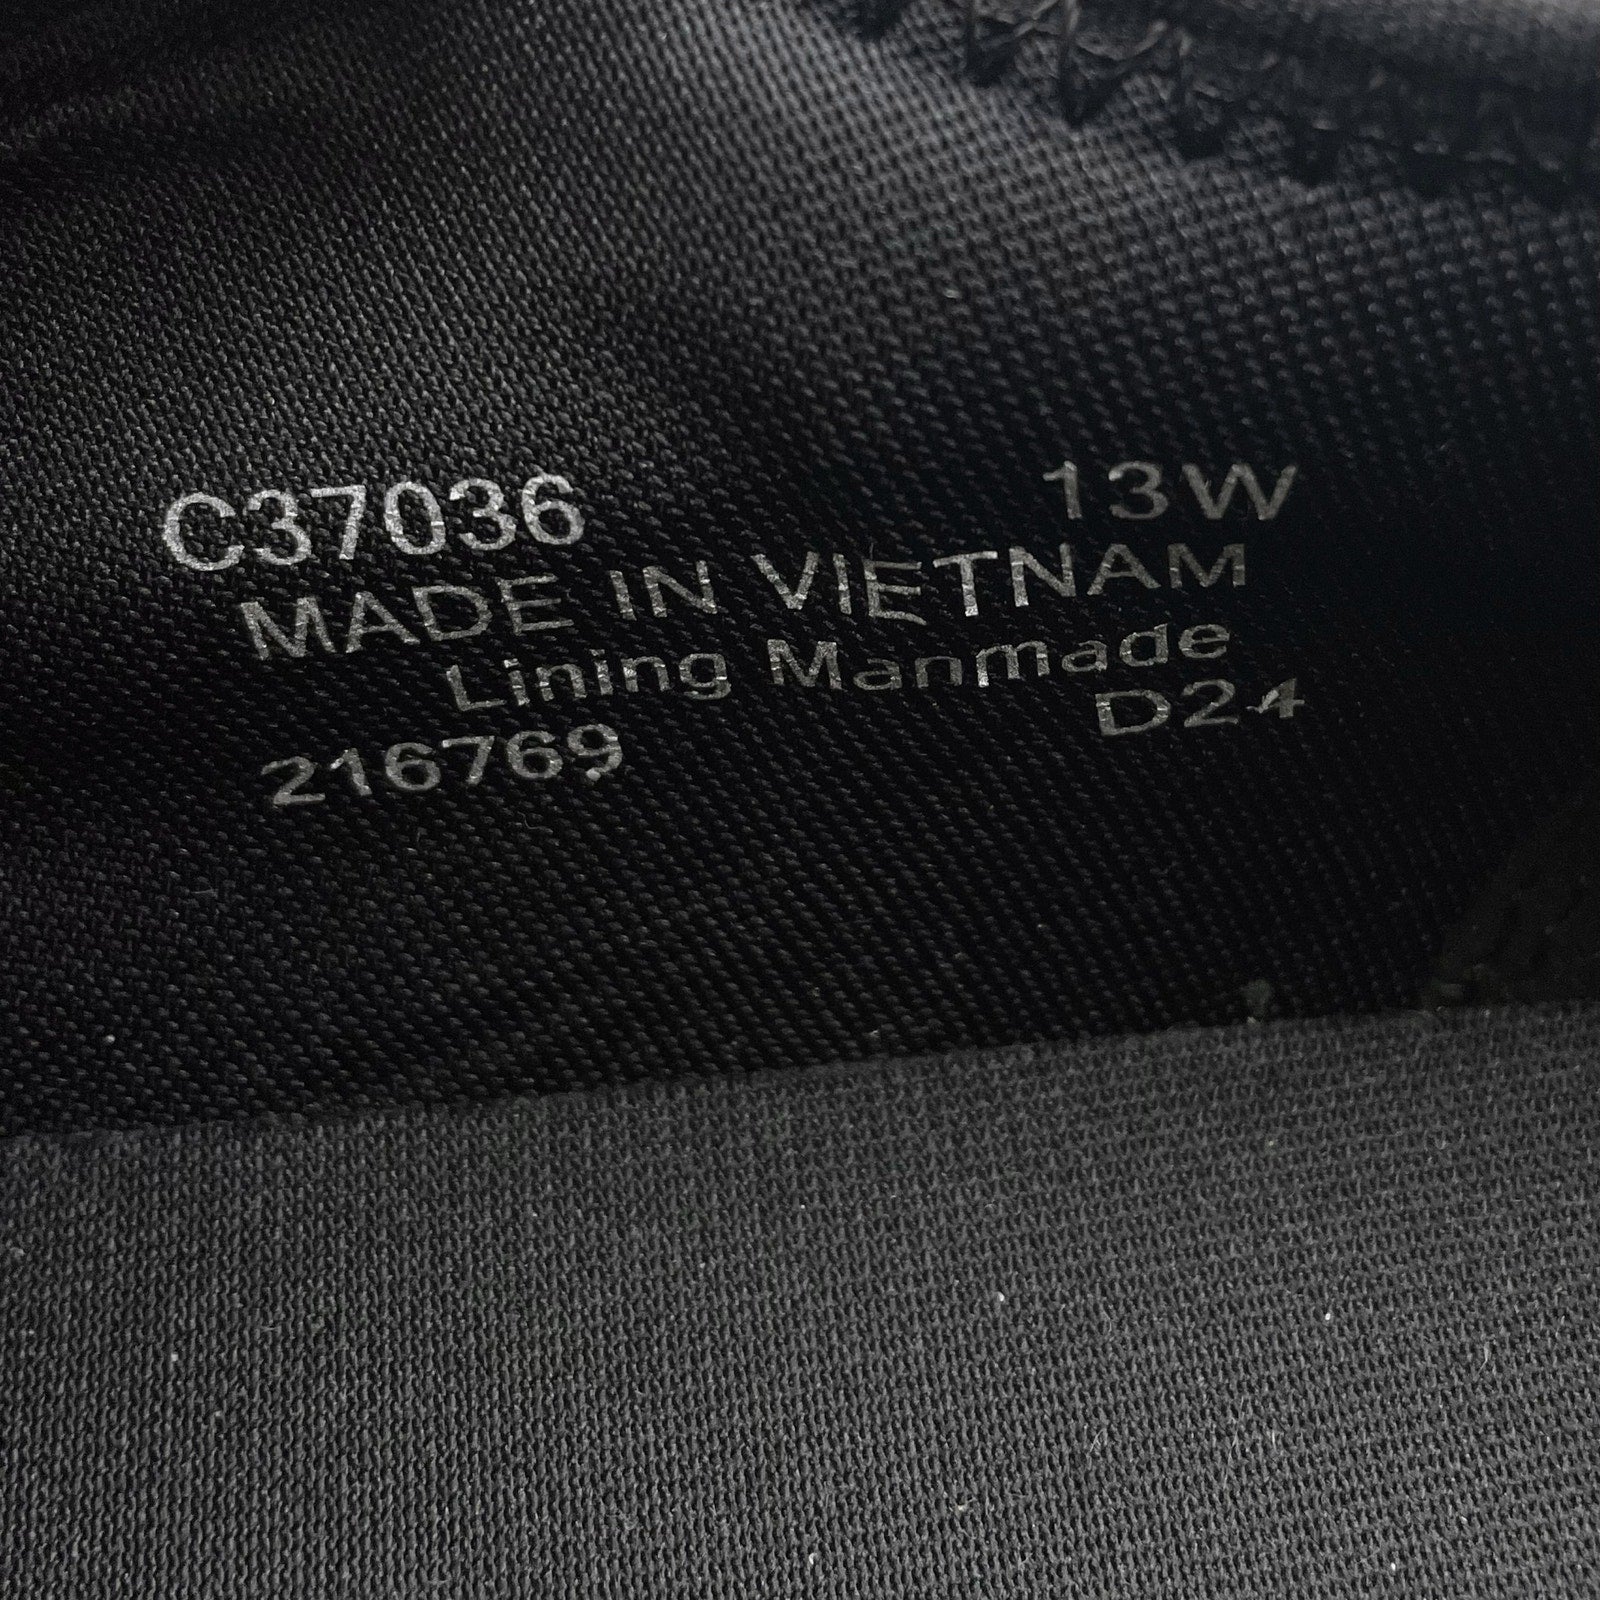 C37036 13W
MADE IN VIETNAM
Lining Manmade
216769 D24